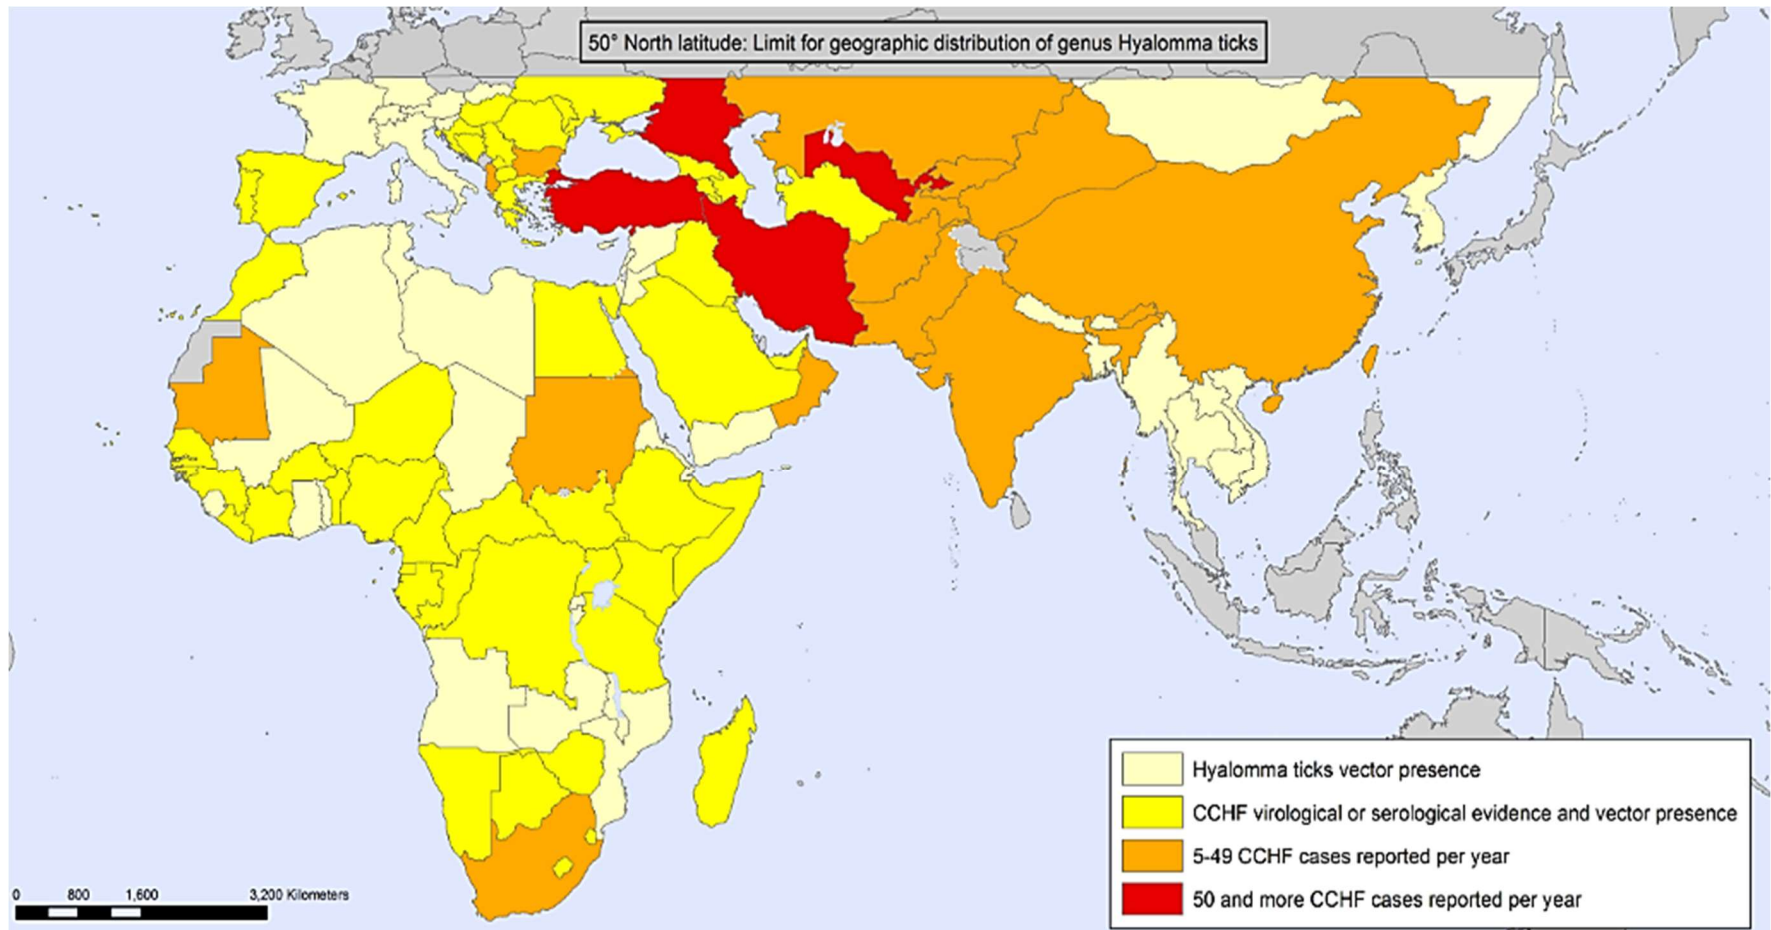 50° North latitude: Limit for geographic distribution of genus Hyalomma ticks
Hyalomma ticks vector presence
CCHF virological or serological evidence and vector presence
5-49 CCHF cases reported per year
50 and more CCHF cases reported per year
0 800 1,600 3,200 Kilometers